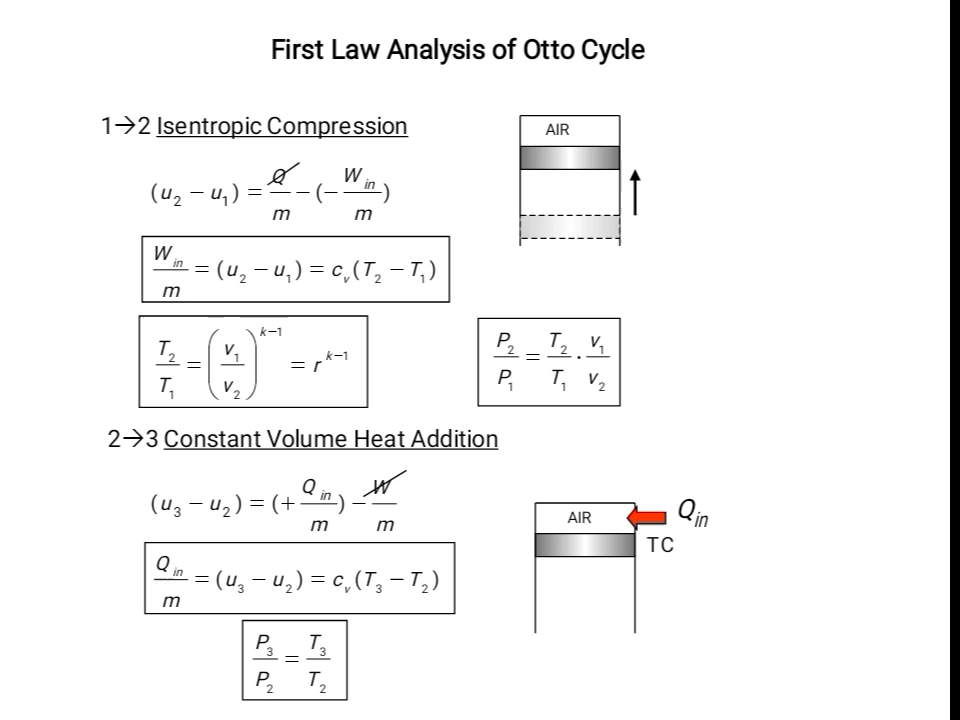 First Law Analysis of Otto Cycle
1→2 Isentropic Compression
AIR
(u₂ − u₁) = Q/m − (− W_in/m)
W_in/m = (u₂ − u₁) = c_v(T₂ − T₁)
T₂/T₁ = (v₁/v₂)^(k−1) = r^(k−1)
P₂/P₁ = T₂/T₁ · v₁/v₂
2→3 Constant Volume Heat Addition
(u₃ − u₂) = (+ Q_in/m) − W/m
AIR
Q_in
TC
Q_in/m = (u₃ − u₂) = c_v(T₃ − T₂)
P₃/P₂ = T₃/T₂